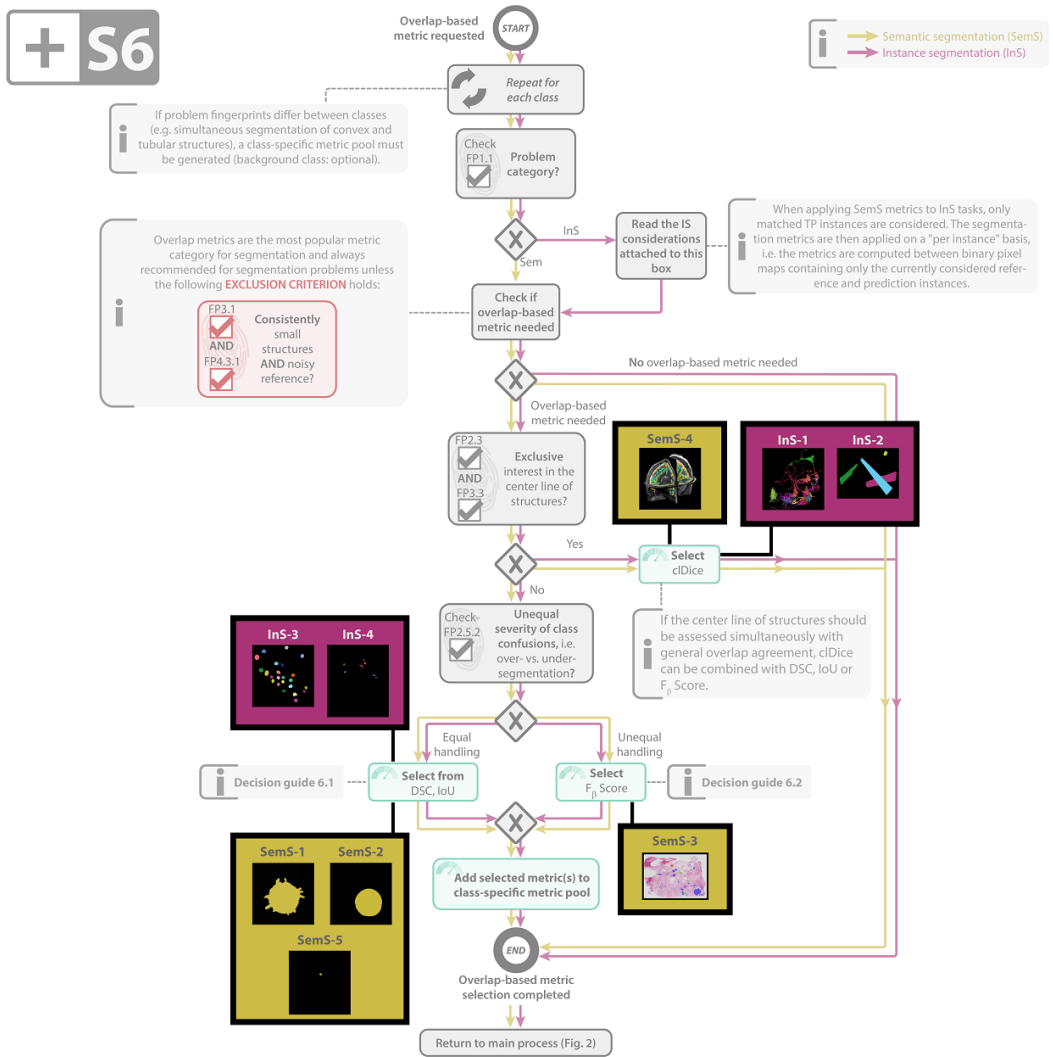 + S6
Overlap-based
metric requested
START
Semantic segmentation (SemS)
Instance segmentation (InS)
i
Repeat for
each class
If problem fingerprints differ between classes
(e.g. simultaneous segmentation of convex and
tubular structures), a class-specific metric pool must
be generated (background class: optional).
i
Check
FP1.1
Problem
category?
X
InS
Sem
Read the IS
considerations
attached to this
box
When applying SemS metrics to InS tasks, only
matched TP instances are considered. The segmenta-
tion metrics are then applied on a "per instance" basis,
i.e. the metrics are computed between binary pixel
maps containing only the currently considered refer-
ence and prediction instances.
i
Overlap metrics are the most popular metric
category for segmentation and always
recommended for segmentation problems unless
the following EXCLUSION CRITERION holds:
i
FP3.1
AND
FP4.3.1
Consistently
small
structures
AND noisy
reference?
Check if
overlap-based
metric needed
X
No overlap-based metric needed
Overlap-based
metric needed
FP2.3
AND
FP3.3
Exclusive
interest in the
center line of
structures?
SemS-4
InS-1
InS-2
X
Yes
No
Select
clDice
If the center line of structures should
be assessed simultaneously with
general overlap agreement, clDice
can be combined with DSC, IoU or
Fβ Score.
i
Check-
FP2.5.2
Unequal
severity of class
confusions, i.e.
over- vs. under-
segmentation?
InS-3
InS-4
X
Equal
handling
Unequal
handling
i
Decision guide 6.1
Select from
DSC, IoU
Select
Fβ Score
i
Decision guide 6.2
X
SemS-1
SemS-2
SemS-5
SemS-3
Add selected metric(s) to
class-specific metric pool
END
Overlap-based metric
selection completed
Return to main process (Fig. 2)